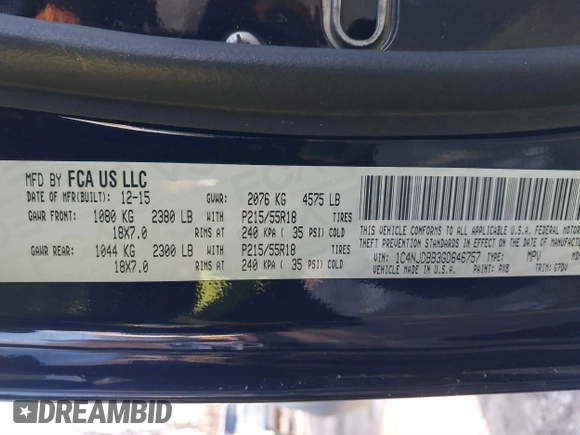 MFD BY FCA US LLC
DATE OF MFR(BUILT): 12-15 GVWR: 2076 KG 4575 LB
GAWR FRONT: 1080 KG 2380 LB WITH P215/55R18 TIRES
18X7.0 RIMS AT 240 KPA ( 35 PSI) COLD
GAWR REAR: 1044 KG 2300 LB WITH P215/55R18 TIRES
18X7.0 RIMS AT 240 KPA ( 35 PSI) COLD
THIS VEHICLE CONFORMS TO ALL APPLICABLE U.S. FEDERAL MOTOR
THEFT PREVENTION STANDARDS IN EFFECT ON THE DATE OF
VIN: 1C4NJDBB3GD646757 TYPE: MPV
VEHICLE MADE IN U.S.A. PAINT: PXB TRIM:
DREAMBID